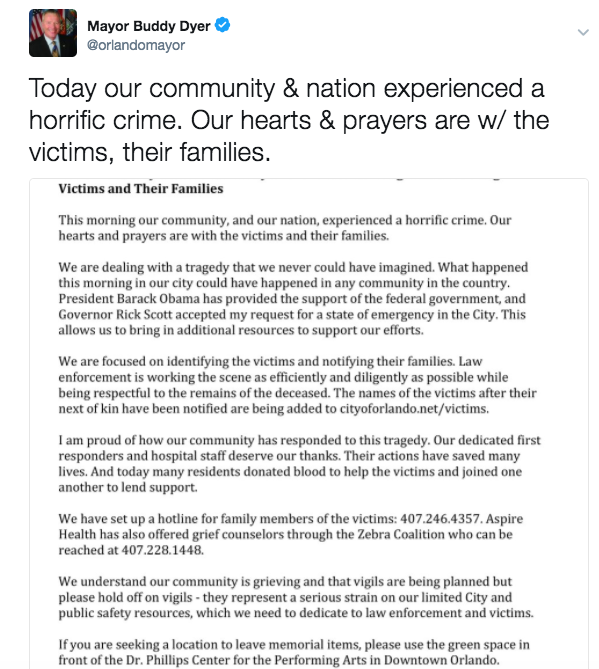 Mayor Buddy Dyer
@orlandomayor
Today our community & nation experienced a
horrific crime. Our hearts & prayers are w/ the
victims, their families.
Victims and Their Families
This morning our community, and our nation, experienced a horrific crime. Our
hearts and prayers are with the victims and their families.
We are dealing with a tragedy that we never could have imagined. What happened
this morning in our city could have happened in any community in the country.
President Barack Obama has provided the support of the federal government, and
Governor Rick Scott accepted my request for a state of emergency in the City. This
allows us to bring in additional resources to support our efforts.
We are focused on identifying the victims and notifying their families. Law
enforcement is working the scene as efficiently and diligently as possible while
being respectful to the remains of the deceased. The names of the victims after their
next of kin have been notified are being added to cityoforlando.net/victims.
I am proud of how our community has responded to this tragedy. Our dedicated first
responders and hospital staff deserve our thanks. Their actions have saved many
lives. And today many residents donated blood to help the victims and joined one
another to lend support.
We have set up a hotline for family members of the victims: 407.246.4357. Aspire
Health has also offered grief counselors through the Zebra Coalition who can be
reached at 407.228.1448.
We understand our community is grieving and that vigils are being planned but
please hold off on vigils - they represent a serious strain on our limited City and
public safety resources, which we need to dedicate to law enforcement and victims.
If you are seeking a location to leave memorial items, please use the green space in
front of the Dr. Phillips Center for the Performing Arts in Downtown Orlando.